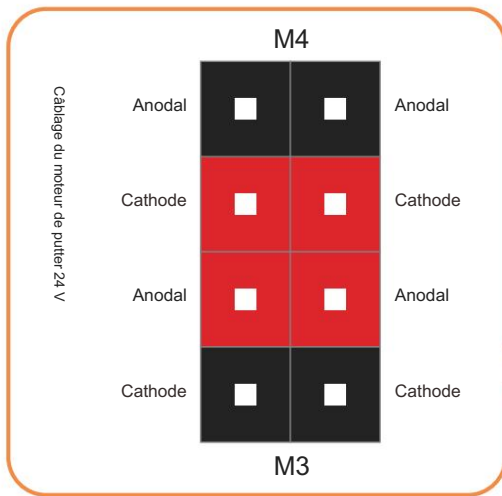 M4
Câblage du moteur de putter 24 V
Anodal Anodal
Cathode Cathode
Anodal Anodal
Cathode Cathode
M3